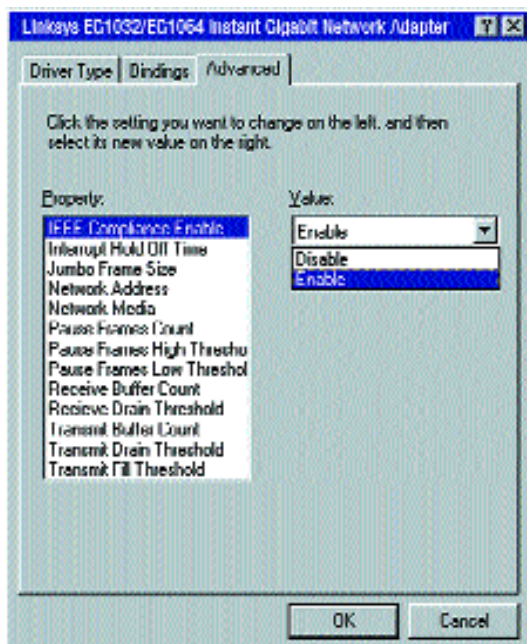 Linksys EG1032/EG1064 Instant Gigabit Network Adapter
Driver Type
Bindings
Advanced
Click the setting you want to change on the left, and then
select its new value on the right.
Property:
IEEE Compliance Enable
Interrupt Hold Off Time
Jumbo Frame Size
Network Address
Network Media
Pause Frames Count
Pause Frames High Thresho
Pause Frames Low Threshol
Receive Buffer Count
Recieve Drain Threshold
Transmit Buffer Count
Transmit Drain Threshold
Transmit Fill Threshold
Value:
Enable
Disable
Enable
OK
Cancel